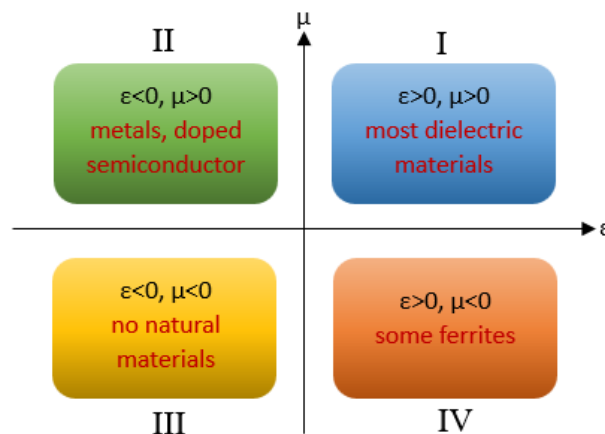 μ
II
I
ε<0, μ>0
metals, doped
semiconductor
ε>0, μ>0
most dielectric
materials
ε
ε<0, μ<0
no natural
materials
ε>0, μ<0
some ferrites
III
IV